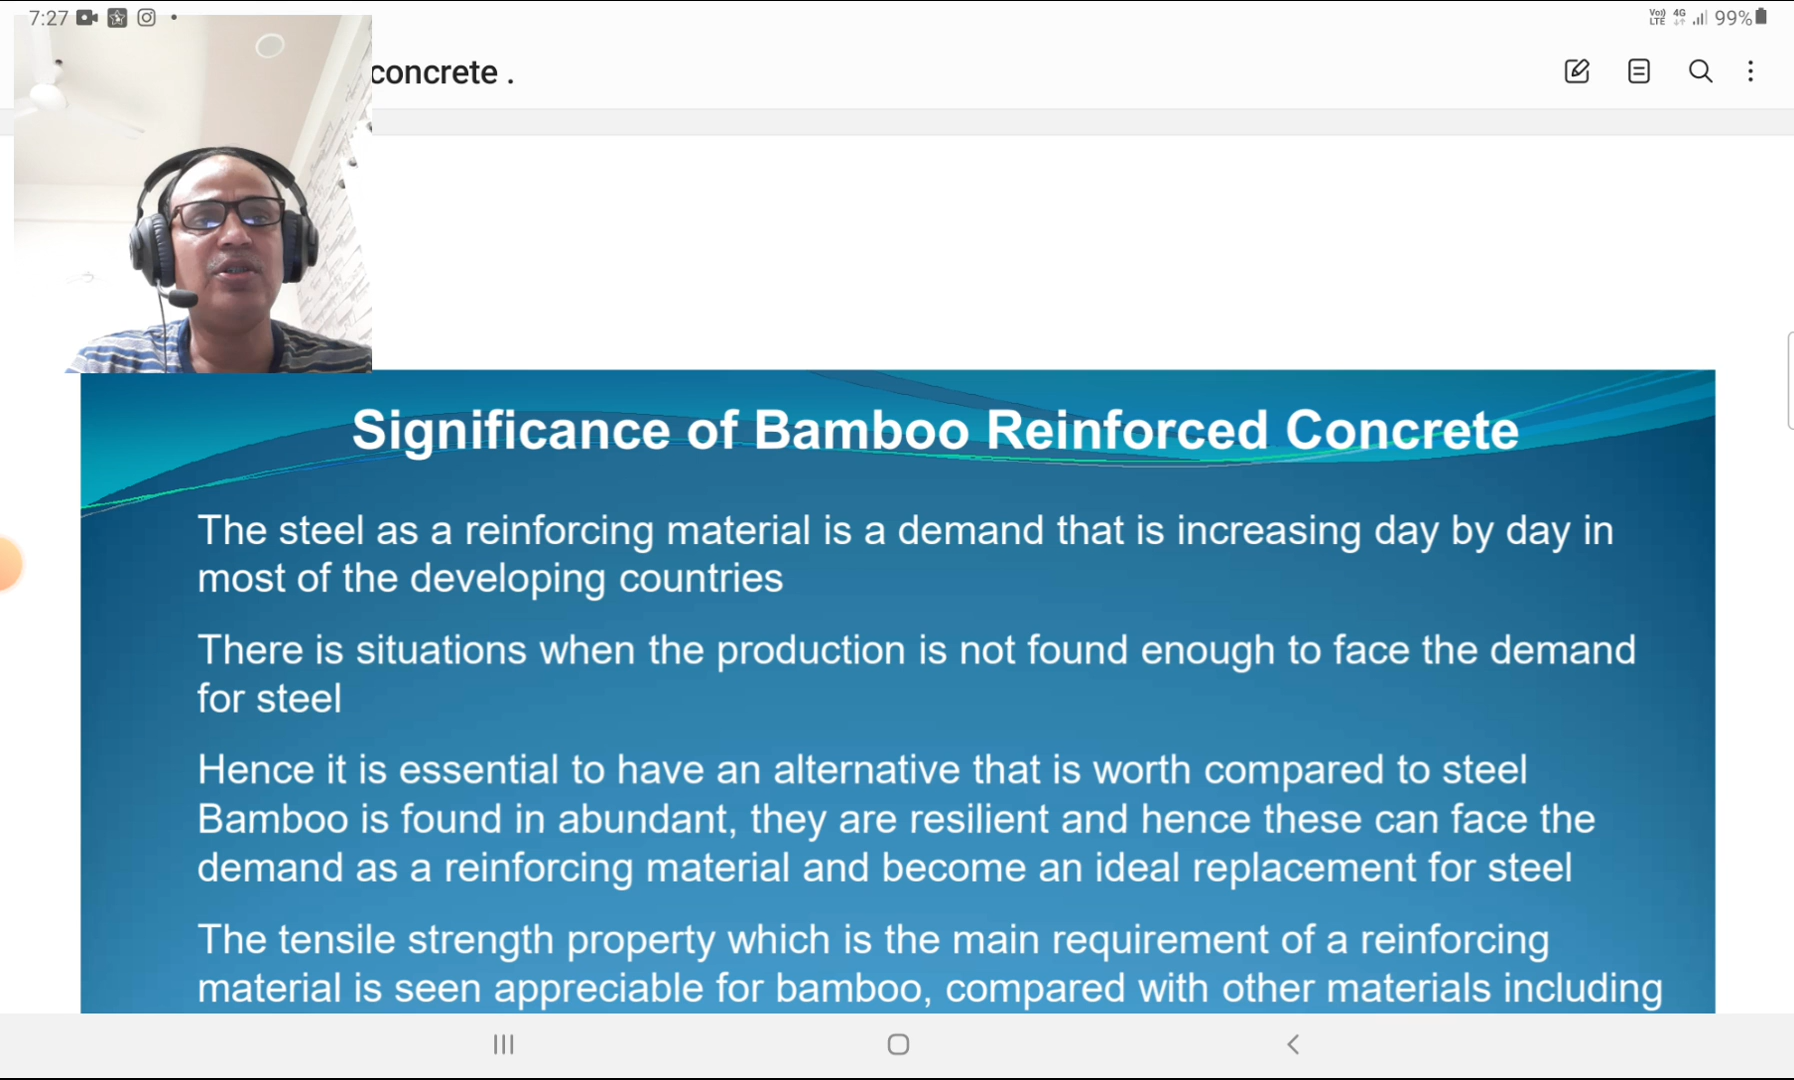 7:27
Vo)) LTE 4G 99%
concrete .
Significance of Bamboo Reinforced Concrete
The steel as a reinforcing material is a demand that is increasing day by day in
most of the developing countries
There is situations when the production is not found enough to face the demand
for steel
Hence it is essential to have an alternative that is worth compared to steel
Bamboo is found in abundant, they are resilient and hence these can face the
demand as a reinforcing material and become an ideal replacement for steel
The tensile strength property which is the main requirement of a reinforcing
material is seen appreciable for bamboo, compared with other materials including